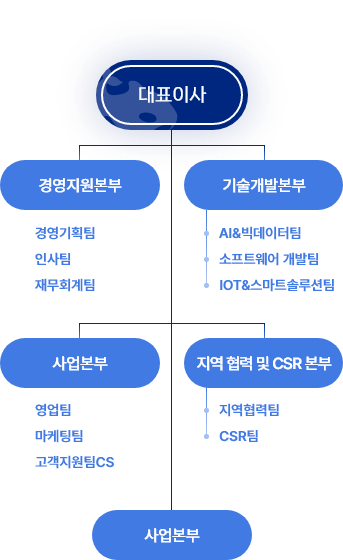 대표이사
경영지원본부
경영기획팀
인사팀
재무회계팀
기술개발본부
AI&빅데이터팀
소프트웨어 개발팀
IOT&스마트솔루션팀
사업본부
영업팀
마케팅팀
고객지원팀CS
지역 협력 및 CSR 본부
지역협력팀
CSR팀
사업본부